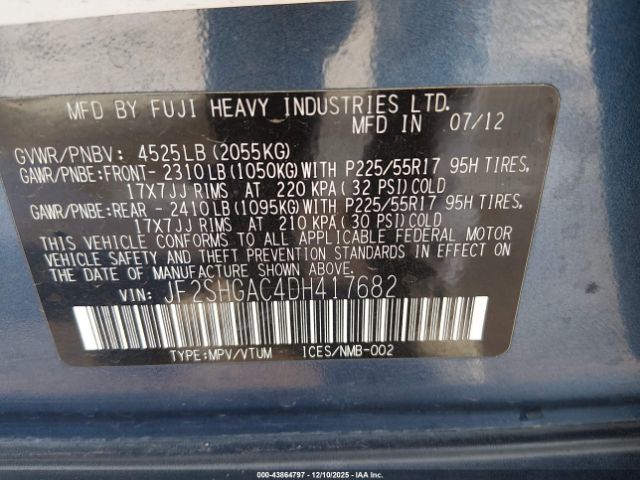 MFD BY FUJI HEAVY INDUSTRIES LTD.
MFD IN 07/12
GVWR/PNBV: 4525LB(2055KG)
GAWR/PNBE:FRONT- 2310LB(1050KG)WITH P225/55R17 95H TIRES,
17X7JJ RIMS AT 220 KPA(32 PSI)COLD
GAWR/PNBE:REAR - 2410LB(1095KG)WITH P225/55R17 95H TIRES,
17X7JJ RIMS AT 210 KPA(30 PSI)COLD
THIS VEHICLE CONFORMS TO ALL APPLICABLE FEDERAL MOTOR
VEHICLE SAFETY AND THEFT PREVENTION STANDARDS IN EFFECT ON
THE DATE OF MANUFACTURE SHOWN ABOVE.
VIN: JF2SHGAC4DH417682
TYPE:MPV/VTUM ICES/NMB-002
000-43864797 - 12/10/2025 - IAA Inc.